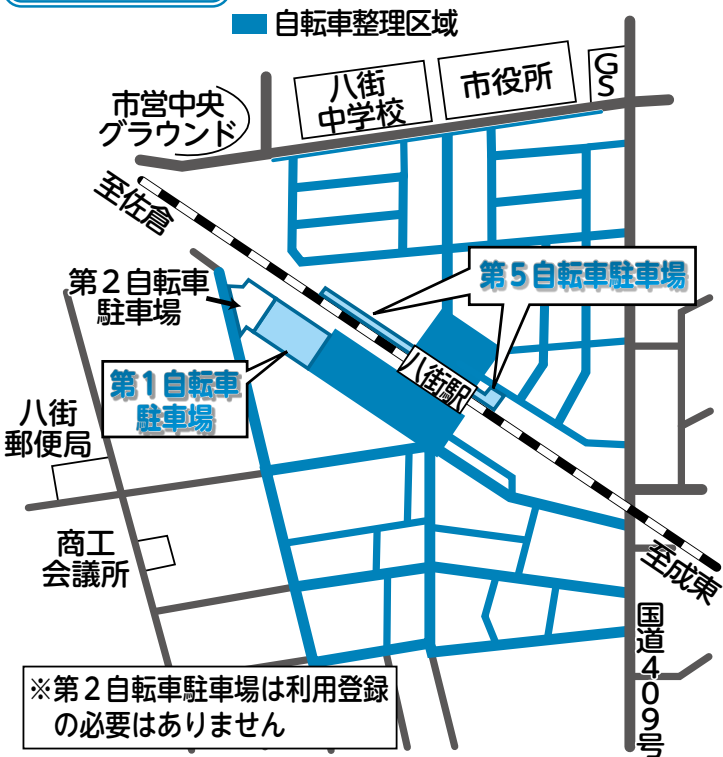 自転車整理区域
市営中央
グラウンド
八街
中学校
市役所
GS
至佐倉
第2自転車
駐車場
第5自転車駐車場
第1自転車
駐車場
八街駅
八街
郵便局
商工
会議所
至成東
国道409号
※第2自転車駐車場は利用登録
の必要はありません